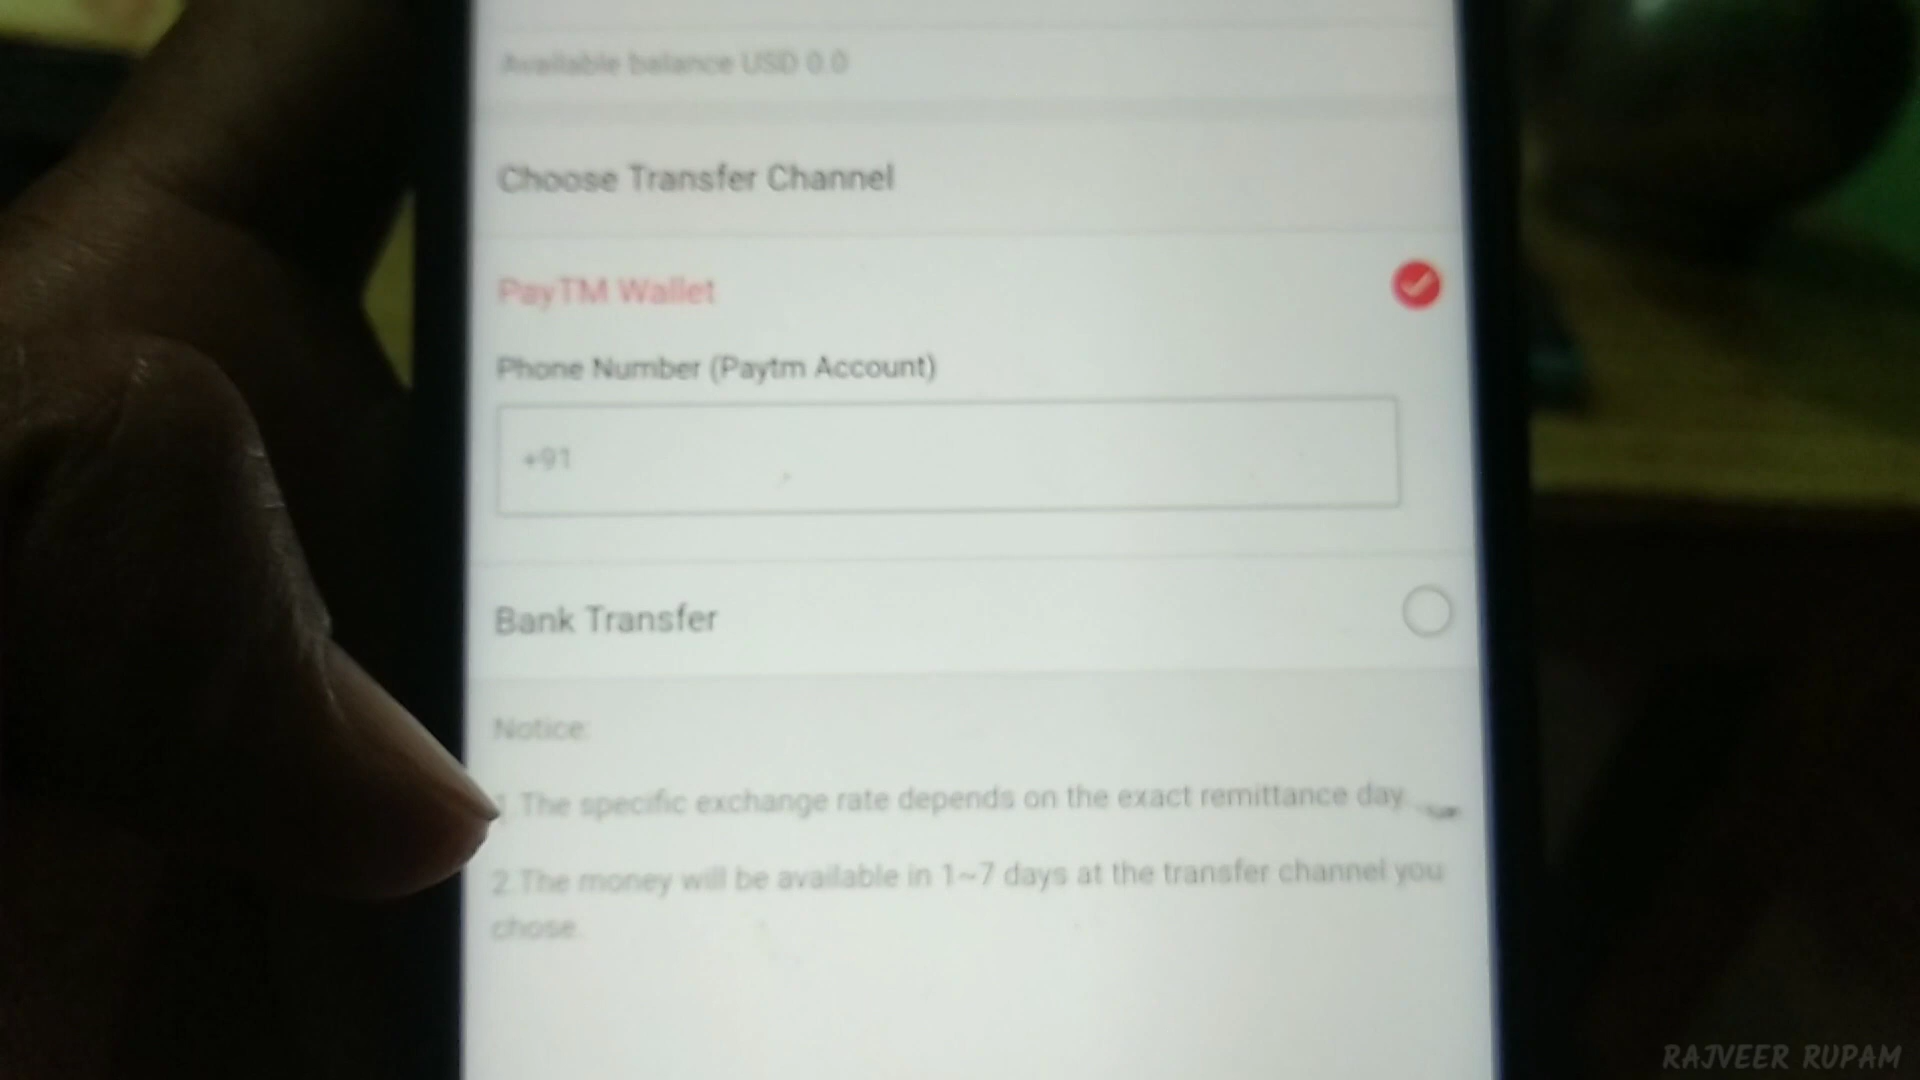 Available balance USD 0.0
Choose Transfer Channel
PayTM Wallet
Phone Number (Paytm Account)
+91
Bank Transfer
Notice:
1. The specific exchange rate depends on the exact remittance day.
2.The money will be available in 1~7 days at the transfer channel you
chose.
RAJVEER RUPAM